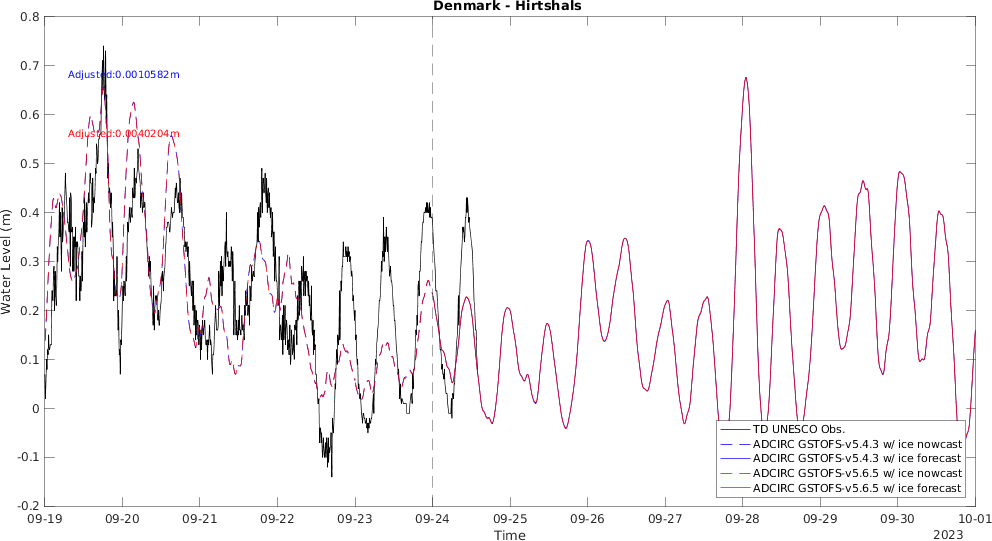 Denmark - Hirtshals
0.8
0.7
0.6
0.5
0.4
0.3
0.2
0.1
0
-0.1
-0.2
Water Level (m)
Adjusted:0.0010582m
Adjusted:0.0040204m
TD UNESCO Obs.
ADCIRC GSTOFS-v5.4.3 w/ ice nowcast
ADCIRC GSTOFS-v5.4.3 w/ ice forecast
ADCIRC GSTOFS-v5.6.5 w/ ice nowcast
ADCIRC GSTOFS-v5.6.5 w/ ice forecast
09-19 09-20 09-21 09-22 09-23 09-24 09-25 09-26 09-27 09-28 09-29 09-30 10-01
Time
2023